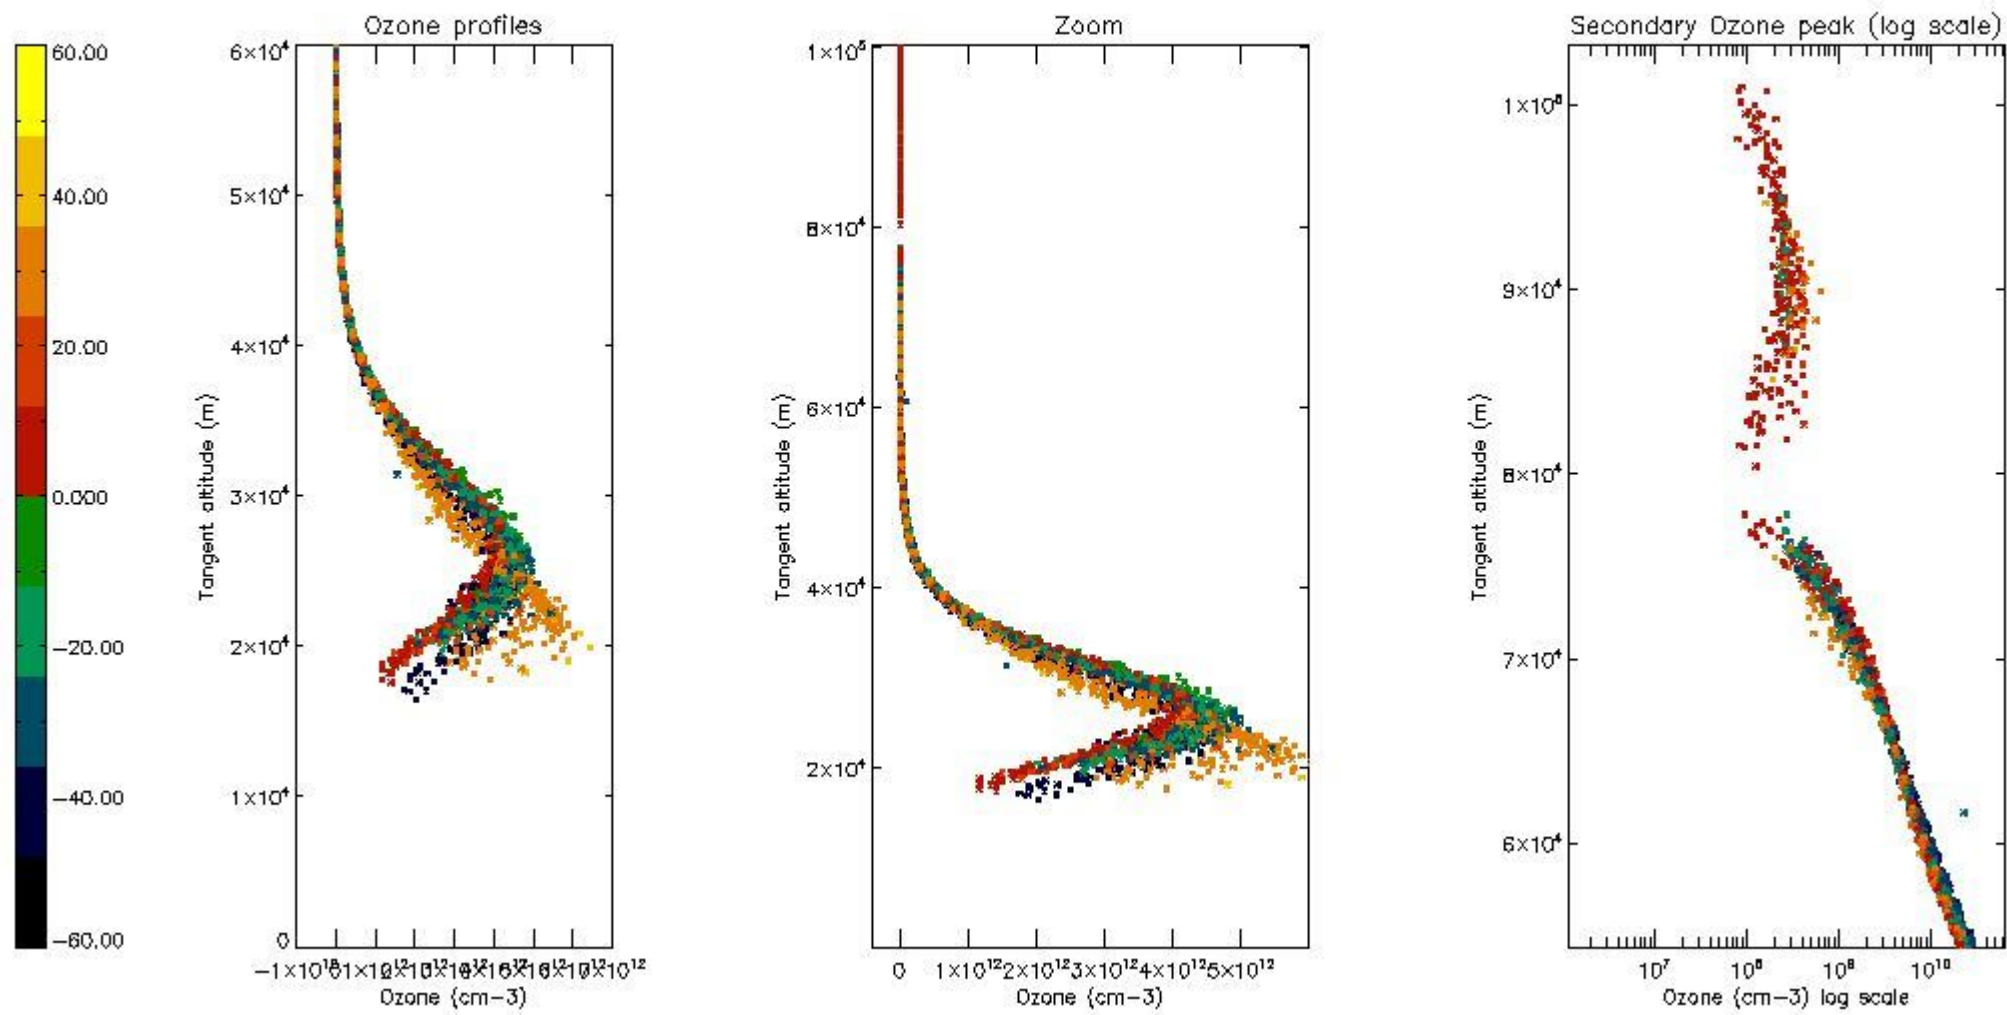 Ozone profiles
Zoom
Secondary Ozone peak (log scale)
60.00
40.00
20.00
0.000
−20.00
−40.00
−60.00
Tangent altitude (m)
6×10⁴
5×10⁴
4×10⁴
3×10⁴
2×10⁴
1×10⁴
0
Ozone (cm−3)
Tangent altitude (m)
1×10⁵
8×10⁴
6×10⁴
4×10⁴
2×10⁴
0 1×10¹² 2×10¹² 3×10¹² 4×10¹² 5×10¹²
Ozone (cm−3)
Tangent altitude (m)
1×10⁵
9×10⁴
8×10⁴
7×10⁴
6×10⁴
10⁷ 10⁸ 10⁹ 10¹⁰
Ozone (cm−3) log scale